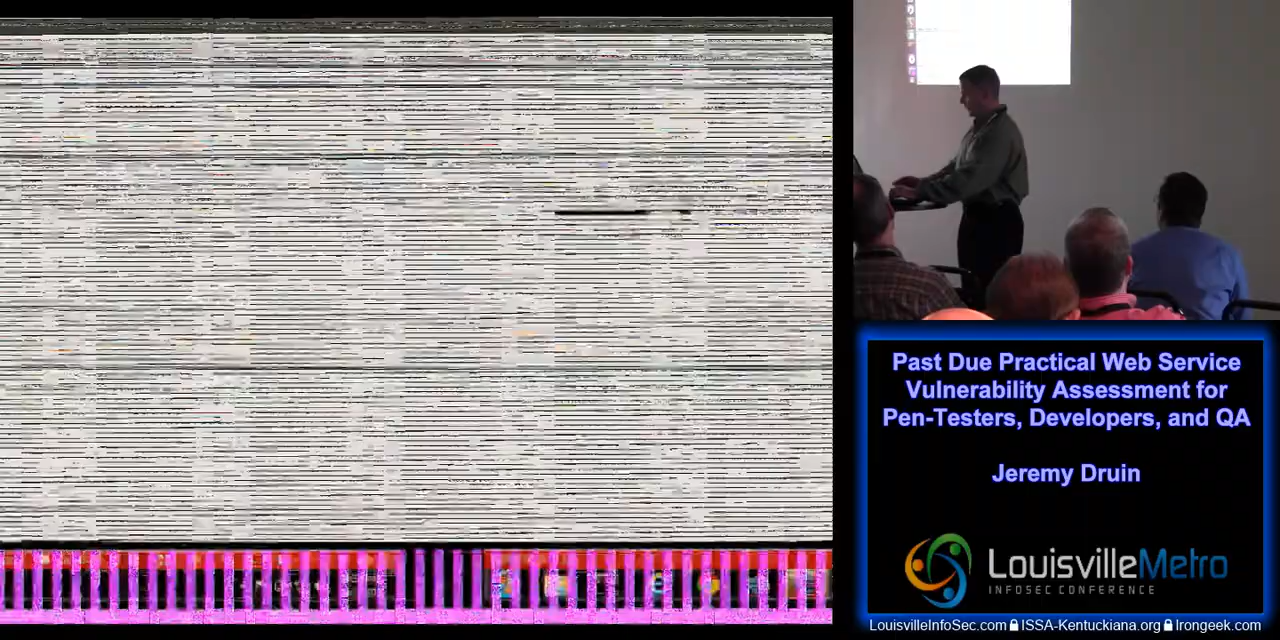 Past Due Practical Web Service
Vulnerability Assessment for
Pen-Testers, Developers, and QA
Jeremy Druin
LouisvilleMetro
INFOSEC CONFERENCE
LouisvilleInfoSec.com ISSA-Kentuckiana.org Irongeek.com